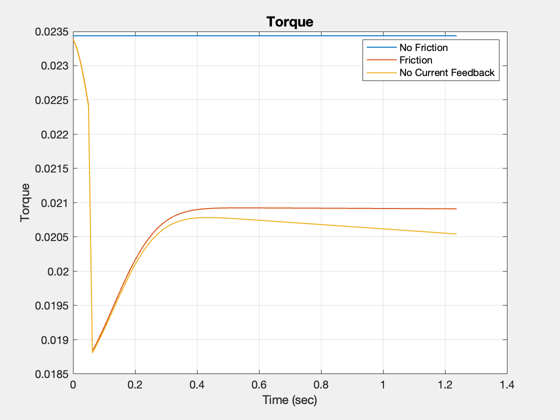 Torque
0.0235
0.023
0.0225
0.022
0.0215
0.021
0.0205
0.02
0.0195
0.019
0.0185
Torque
No Friction
Friction
No Current Feedback
0 0.2 0.4 0.6 0.8 1 1.2 1.4
Time (sec)